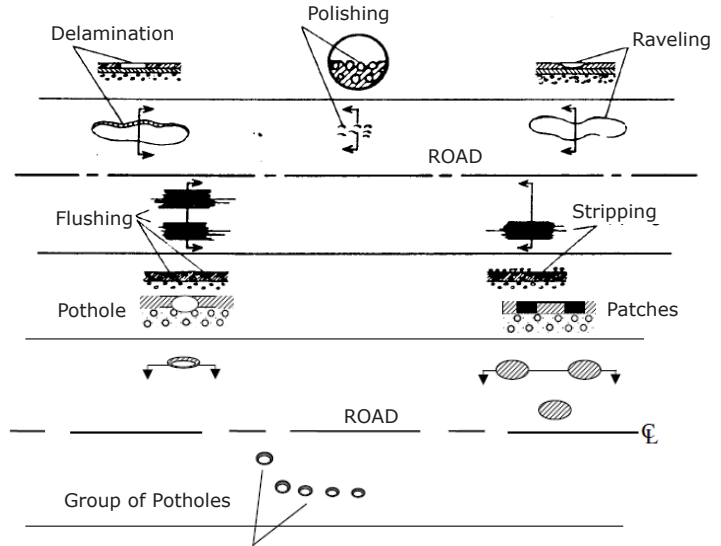 Polishing
Delamination
Raveling
ROAD
Flushing
Stripping
Pothole
Patches
ROAD
℄
Group of Potholes